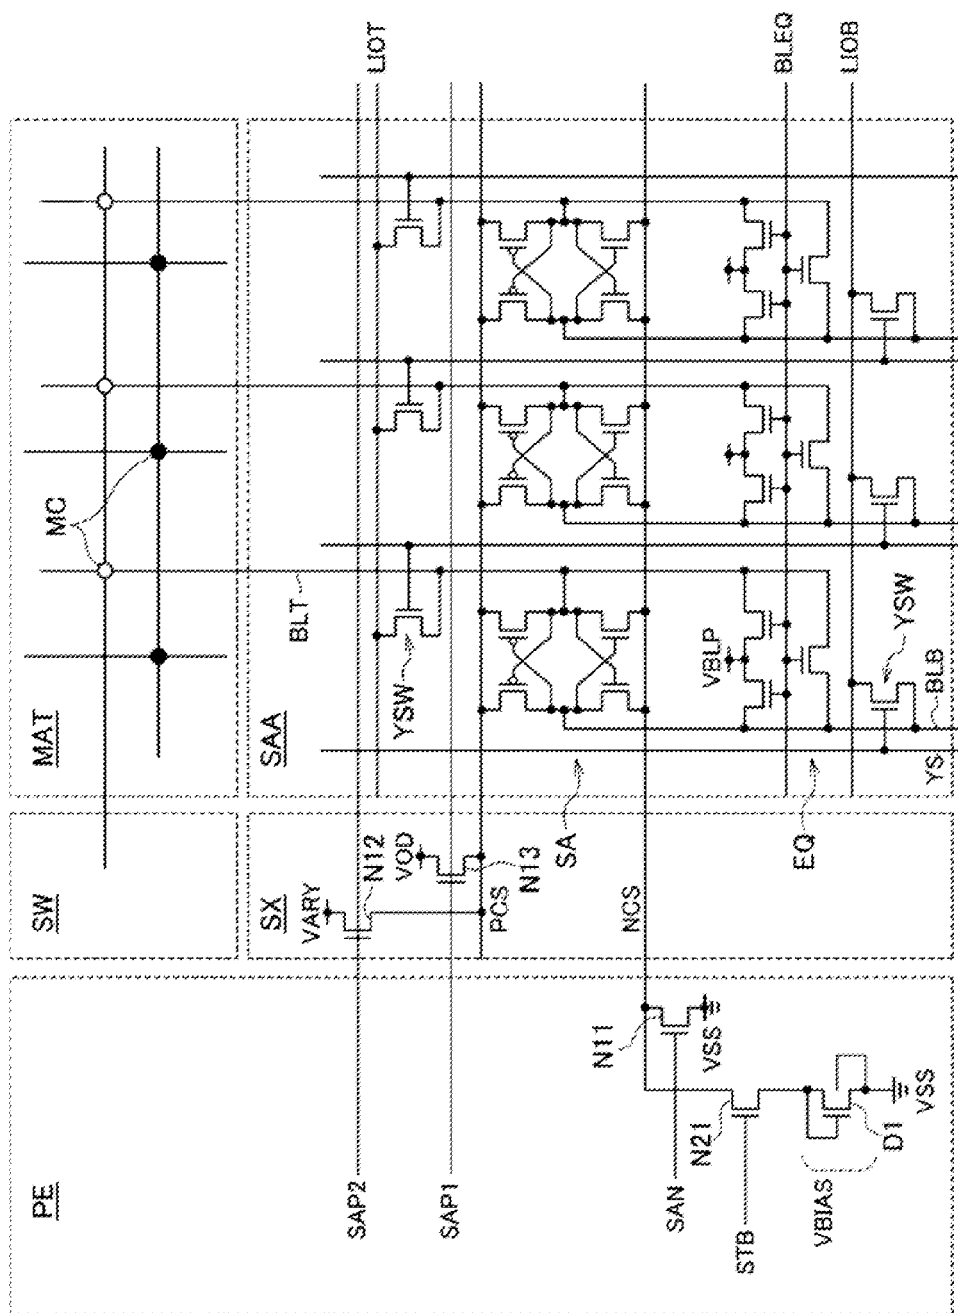 PE
SW
MAT
SX
SAA
MC
SAP2
SAP1
SAN
STB
VBIAS
N21
D1
VSS
N11
VSS
VARY
N12
VOD
N13
PCS
NCS
BLT
YSW
SA
EQ
VBLP
YSW
YS
BLB
LIOT
BLEQ
LIOB